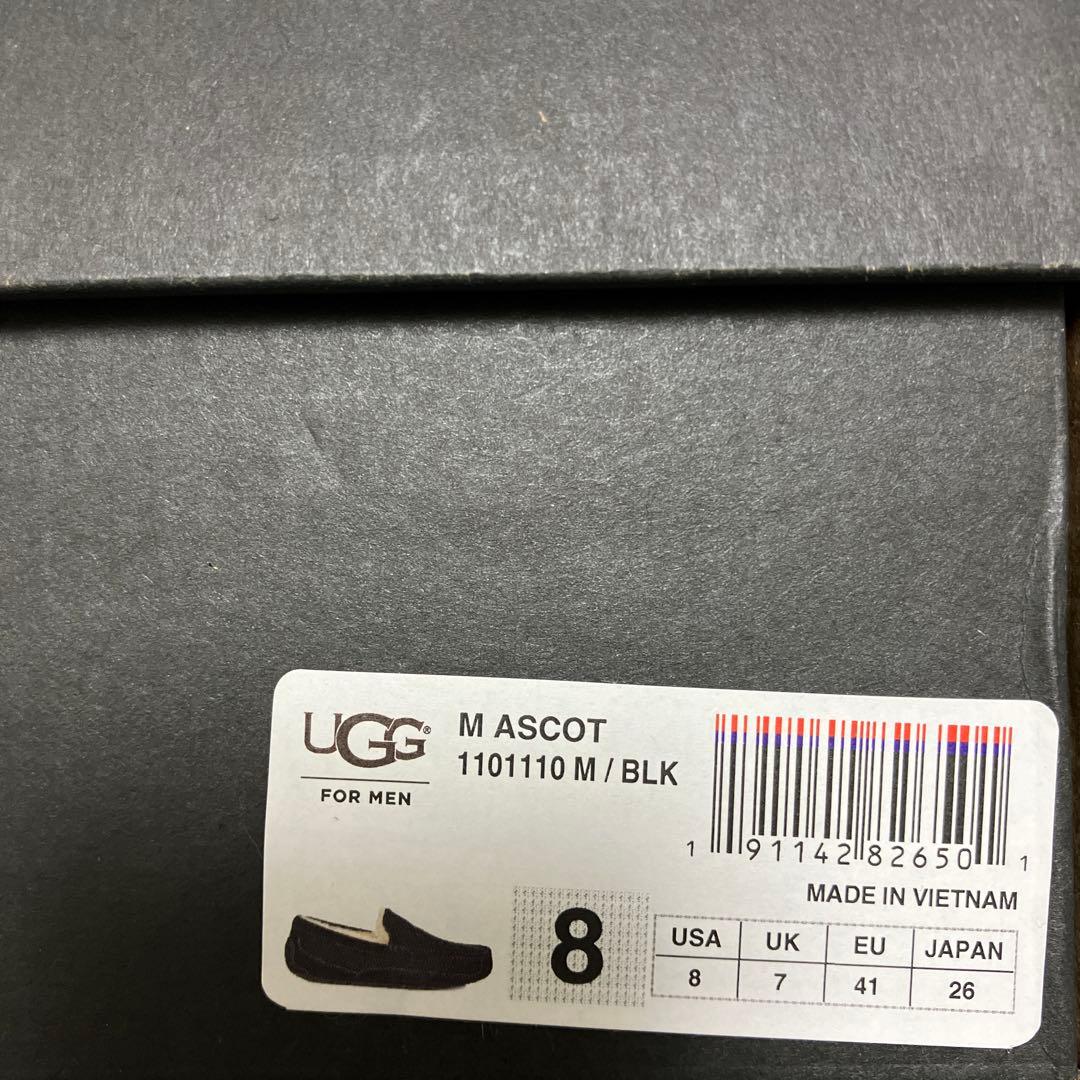 UGG®
FOR MEN
M ASCOT
1101110 M / BLK
1 91142 82650 1
MADE IN VIETNAM
8
USA UK EU JAPAN
8 7 41 26